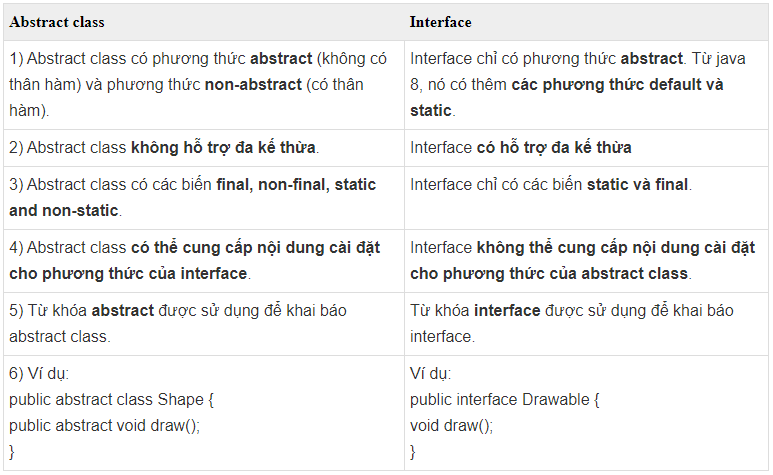 Abstract class
Interface
1) Abstract class có phương thức abstract (không có
thân hàm) và phương thức non-abstract (có thân
hàm).
Interface chỉ có phương thức abstract. Từ java
8, nó có thêm các phương thức default và
static.
2) Abstract class không hỗ trợ đa kế thừa.
Interface có hỗ trợ đa kế thừa
3) Abstract class có các biến final, non-final, static
and non-static.
Interface chỉ có các biến static và final.
4) Abstract class có thể cung cấp nội dung cài đặt
cho phương thức của interface.
Interface không thể cung cấp nội dung cài đặt
cho phương thức của abstract class.
5) Từ khóa abstract được sử dụng để khai báo
abstract class.
Từ khóa interface được sử dụng để khai báo
interface.
6) Ví dụ:
public abstract class Shape {
public abstract void draw();
}
Ví dụ:
public interface Drawable {
void draw();
}